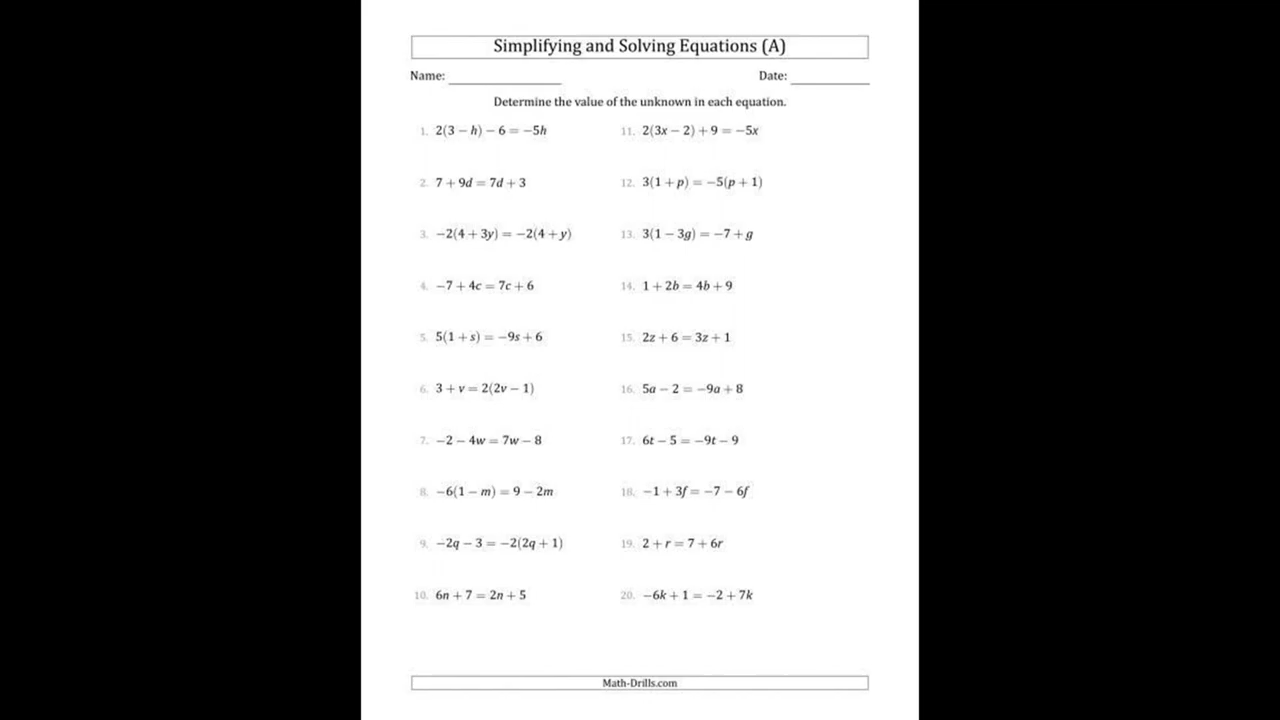 Simplifying and Solving Equations (A)
Name: ____________________ Date: ______________
Determine the value of the unknown in each equation.
1. 2(3 − h) − 6 = −5h
2. 7 + 9d = 7d + 3
3. −2(4 + 3y) = −2(4 + y)
4. −7 + 4c = 7c + 6
5. 5(1 + s) = −9s + 6
6. 3 + v = 2(2v − 1)
7. −2 − 4w = 7w − 8
8. −6(1 − m) = 9 − 2m
9. −2q − 3 = −2(2q + 1)
10. 6n + 7 = 2n + 5
11. 2(3x − 2) + 9 = −5x
12. 3(1 + p) = −5(p + 1)
13. 3(1 − 3g) = −7 + g
14. 1 + 2b = 4b + 9
15. 2z + 6 = 3z + 1
16. 5a − 2 = −9a + 8
17. 6t − 5 = −9t − 9
18. −1 + 3f = −7 − 6f
19. 2 + r = 7 + 6r
20. −6k + 1 = −2 + 7k
Math-Drills.com